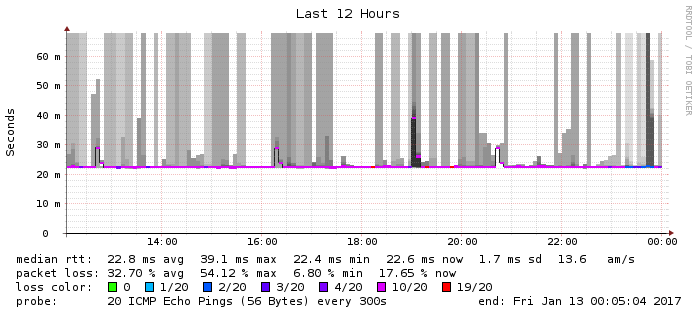 Last 12 Hours
RRDTOOL / TOBI OETIKER
Seconds
60 m
50 m
40 m
30 m
20 m
10 m
0
14:00 16:00 18:00 20:00 22:00 00:00
median rtt: 22.8 ms avg 39.1 ms max 22.4 ms min 22.6 ms now 1.7 ms sd 13.6 am/s
packet loss: 32.70 % avg 54.12 % max 6.80 % min 17.65 % now
loss color: 0 1/20 2/20 3/20 4/20 10/20 19/20
probe: 20 ICMP Echo Pings (56 Bytes) every 300s end: Fri Jan 13 00:05:04 2017